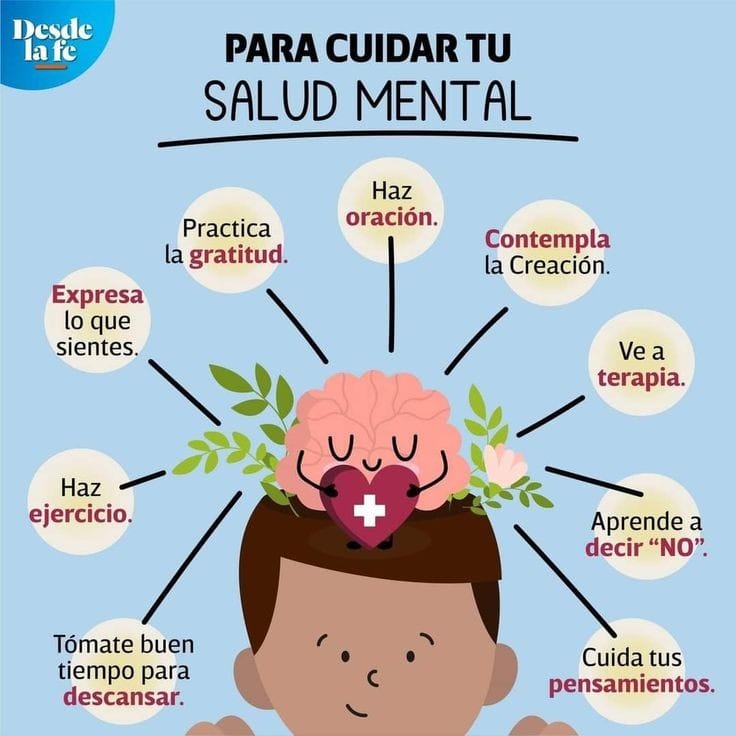 Desde
la fe
PARA CUIDAR TU
SALUD MENTAL
Haz
oración.
Practica
la gratitud.
Contempla
la Creación.
Expresa
lo que
sientes.
Ve a
terapia.
Haz
ejercicio.
Aprende a
decir “NO”.
Tómate buen
tiempo para
descansar.
Cuida tus
pensamientos.